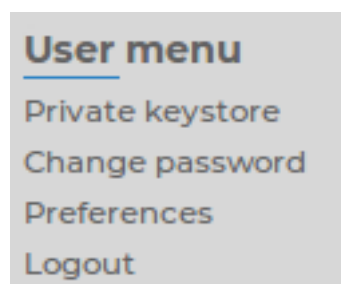 User menu
Private keystore
Change password
Preferences
Logout